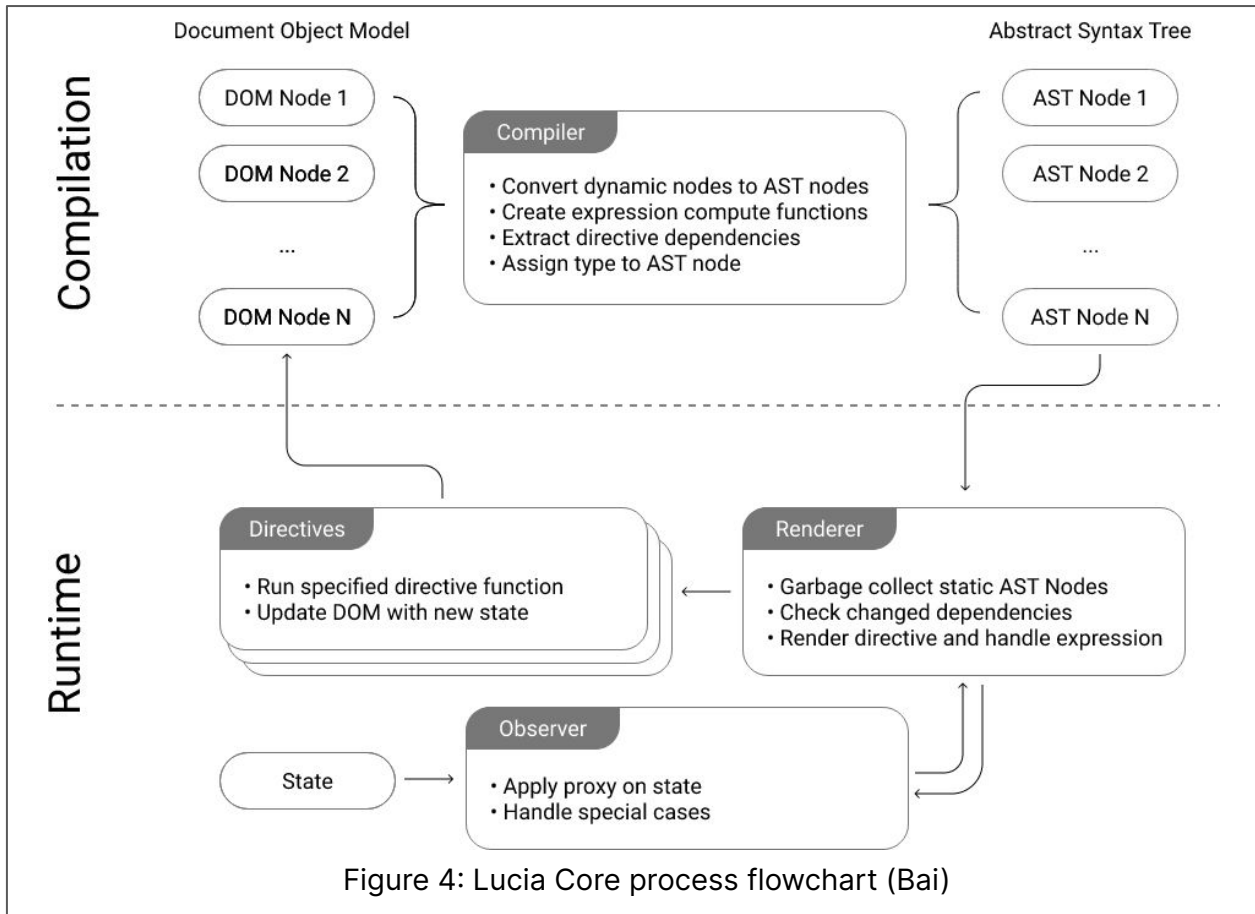 Document Object Model
Abstract Syntax Tree
Compilation
DOM Node 1
DOM Node 2
...
DOM Node N
Compiler
• Convert dynamic nodes to AST nodes
• Create expression compute functions
• Extract directive dependencies
• Assign type to AST node
AST Node 1
AST Node 2
...
AST Node N
Runtime
Directives
• Run specified directive function
• Update DOM with new state
Renderer
• Garbage collect static AST Nodes
• Check changed dependencies
• Render directive and handle expression
State
Observer
• Apply proxy on state
• Handle special cases
Figure 4: Lucia Core process flowchart (Bai)